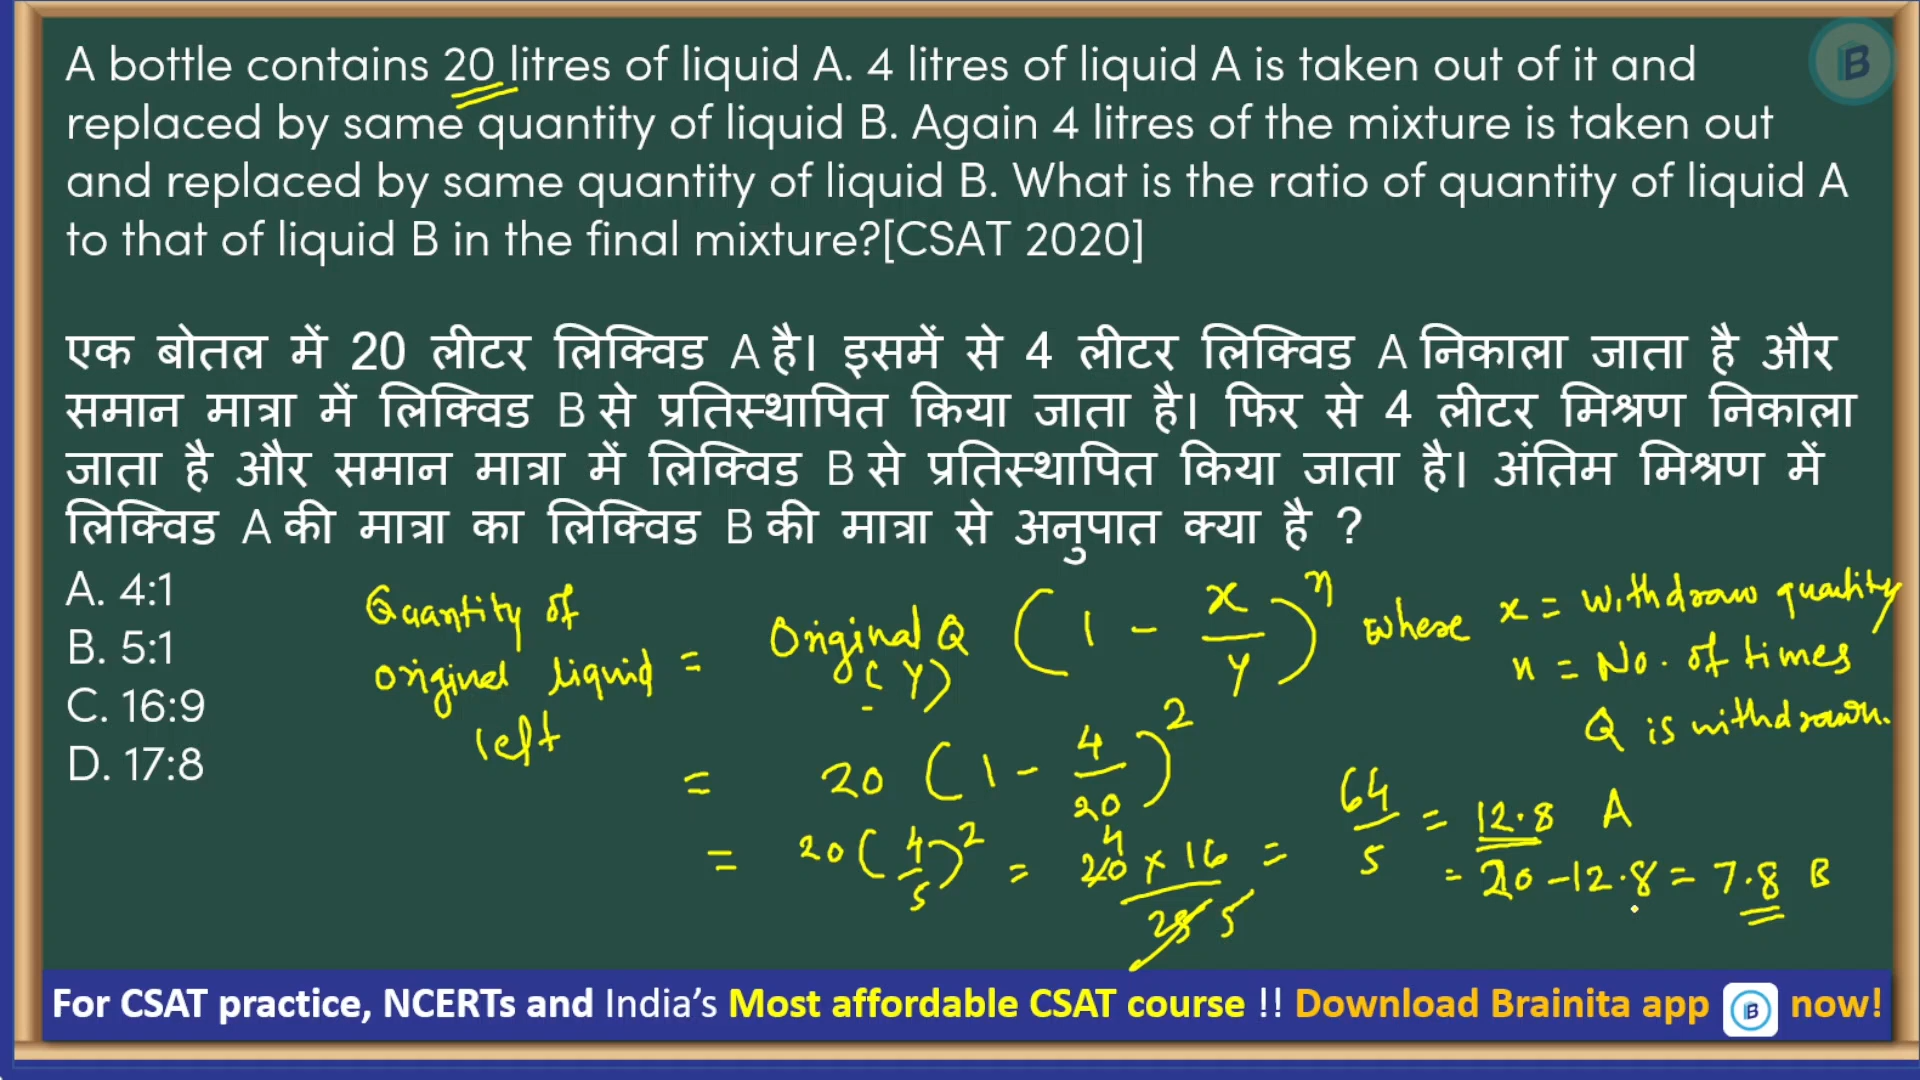 A bottle contains 20 litres of liquid A. 4 litres of liquid A is taken out of it and
replaced by same quantity of liquid B. Again 4 litres of the mixture is taken out
and replaced by same quantity of liquid B. What is the ratio of quantity of liquid A
to that of liquid B in the final mixture?[CSAT 2020]
एक बोतल में 20 लीटर लिक्विड A है। इसमें से 4 लीटर लिक्विड A निकाला जाता है और
समान मात्रा में लिक्विड B से प्रतिस्थापित किया जाता है। फिर से 4 लीटर मिश्रण निकाला
जाता है और समान मात्रा में लिक्विड B से प्रतिस्थापित किया जाता है। अंतिम मिश्रण में
लिक्विड A की मात्रा का लिक्विड B की मात्रा से अनुपात क्या है ?
A. 4:1
B. 5:1
C. 16:9
D. 17:8
Quantity of
original liquid
left
= Original Q (Y) (1 - x/y)^n where x = withdraw quantity
n = No. of times
Q is withdrawn.
= 20 (1 - 4/20)^2
= 20 (4/5)^2 = 20 4 x 16 / 25 5 = 64/5 = 12.8 A
= 20 - 12.8 = 7.8 B
For CSAT practice, NCERTs and India's Most affordable CSAT course !! Download Brainita app B now!
B